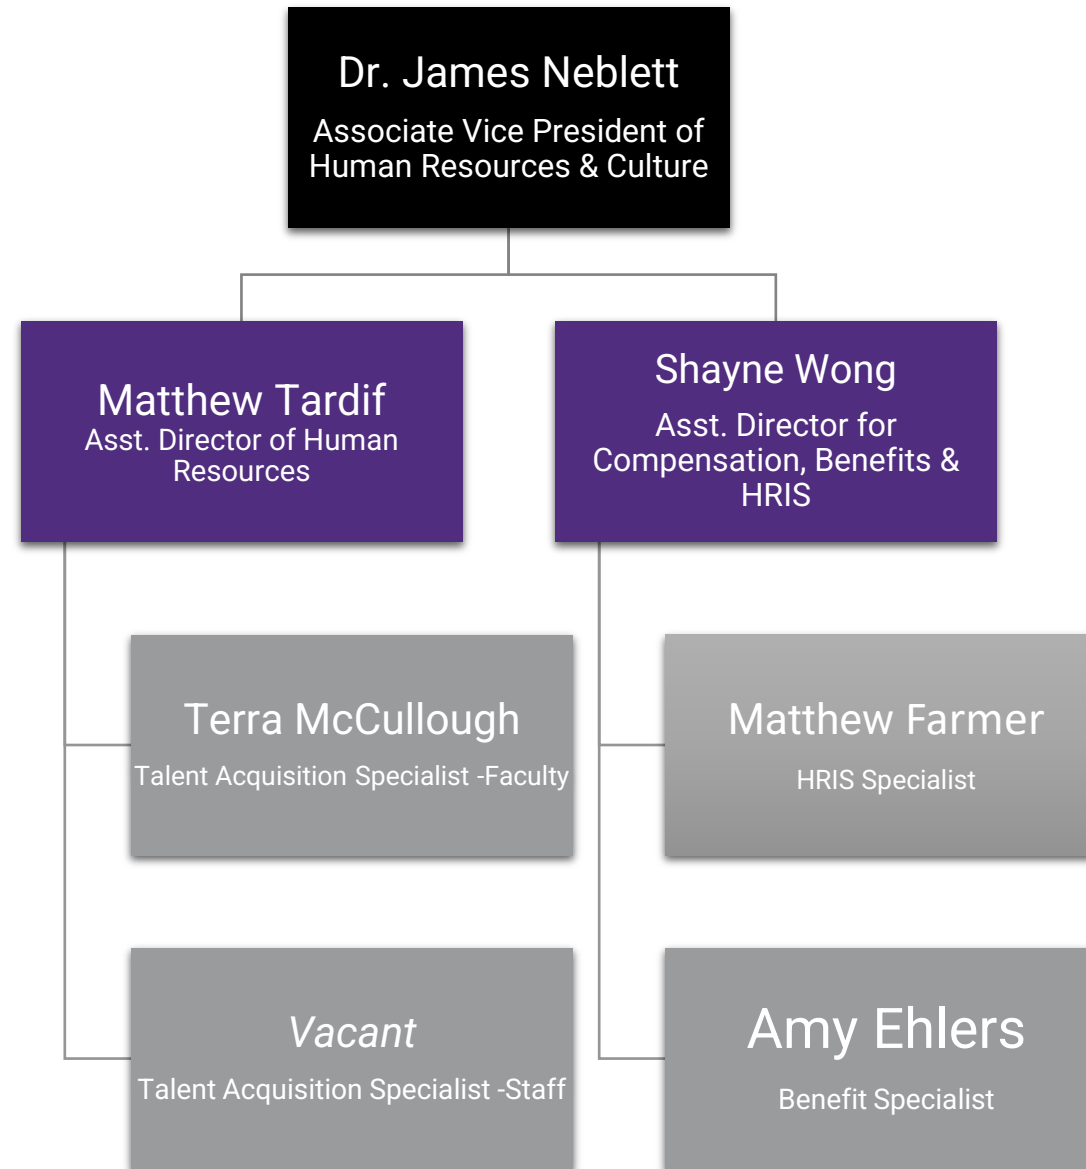 Dr. James Neblett
Associate Vice President of
Human Resources & Culture
Matthew Tardif
Asst. Director of Human
Resources
Shayne Wong
Asst. Director for
Compensation, Benefits &
HRIS
Terra McCullough
Talent Acquisition Specialist -Faculty
Matthew Farmer
HRIS Specialist
Vacant
Talent Acquisition Specialist -Staff
Amy Ehlers
Benefit Specialist